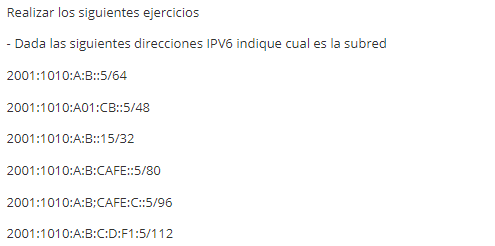 Realizar los siguientes ejercicios
- Dada las siguientes direcciones IPV6 indique cual es la subred
2001:1010:A:B::5/64
2001:1010:A01:CB::5/48
2001:1010:A:B::15/32
2001:1010:A:B:CAFE::5/80
2001:1010:A:B;CAFE:C::5/96
2001:1010:A:B:C:D:F1:5/112